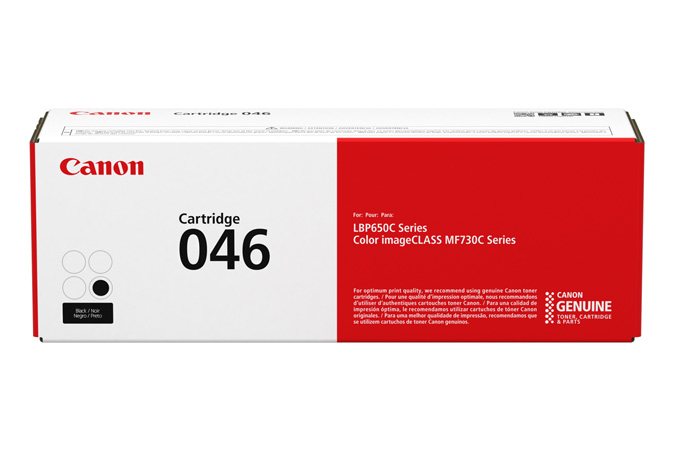 Canon
Cartridge 046
Canon
Cartridge
046
Black / Noir
Negro / Preto
For: Pour: Para:
LBP650C Series
Color imageCLASS MF730C Series
For optimum print quality, we recommend using genuine Canon toner
cartridges. / Pour une qualité d'impression optimale, nous recommandons
d'utiliser d'authentiques cartouches toner Canon. / Para una calidad de
impresión óptima, le recomendamos utilizar cartuchos de tóner Canon
originales. / Para uma melhor qualidade de impressão, recomendamos que
se utilizem cartuchos de toner Canon genuínos.
CANON
GENUINE
TONER, CARTRIDGE
& PARTS